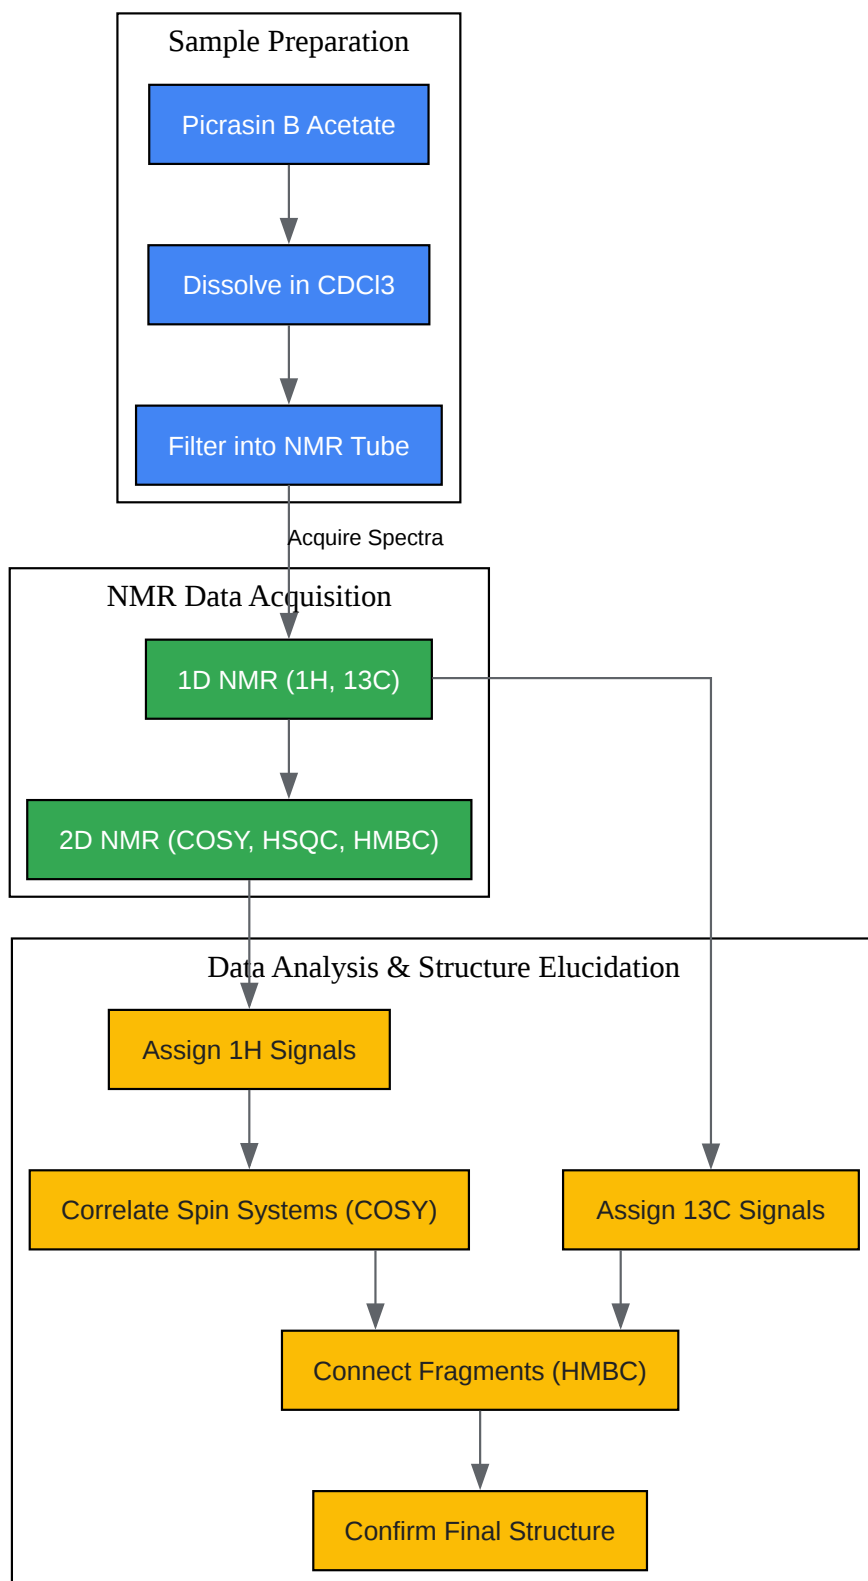 Sample Preparation
Picrasin B Acetate
Dissolve in CDCl3
Filter into NMR Tube
Acquire Spectra
NMR Data Acquisition
1D NMR (1H, 13C)
2D NMR (COSY, HSQC, HMBC)
Data Analysis & Structure Elucidation
Assign 1H Signals
Correlate Spin Systems (COSY)
Assign 13C Signals
Connect Fragments (HMBC)
Confirm Final Structure